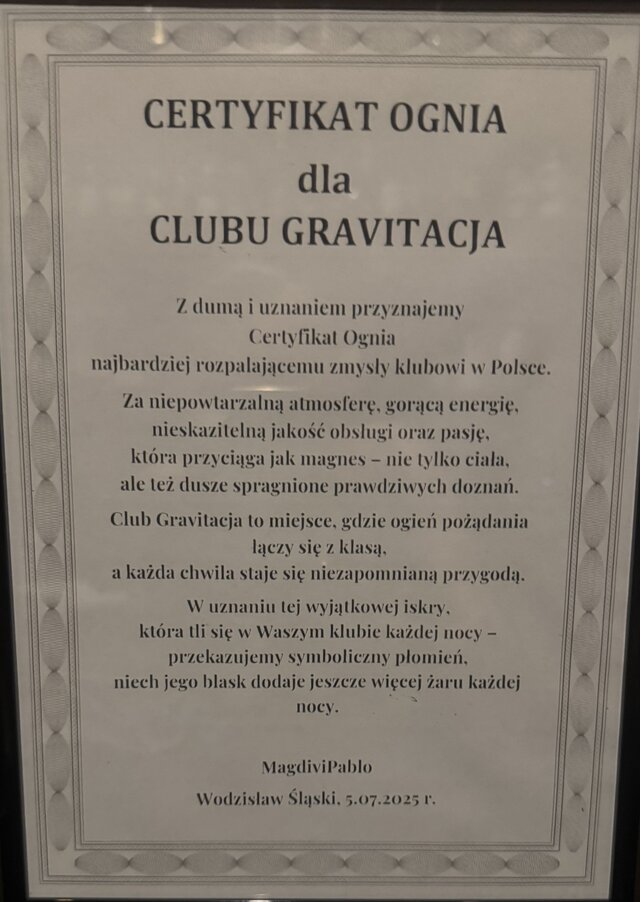 CERTYFIKAT OGNIA
dla
CLUBU GRAVITACJA
Z dumą i uznaniem przyznajemy
Certyfikat Ognia
najbardziej rozpalającemu zmysły klubowi w Polsce.
Za niepowtarzalną atmosferę, gorącą energię,
nieskazitelną jakość obsługi oraz pasję,
która przyciąga jak magnes – nie tylko ciała,
ale też dusze spragnione prawdziwych doznań.
Club Gravitacja to miejsce, gdzie ogień pożądania
łączy się z klasą,
a każda chwila staje się niezapomnianą przygodą.
W uznaniu tej wyjątkowej iskry,
która tli się w Waszym klubie każdej nocy –
przekazujemy symboliczny płomień,
niech jego blask dodaje jeszcze więcej żaru każdej
nocy.
MagdiviPablo
Wodzisław Śląski, 5.07.2025 r.